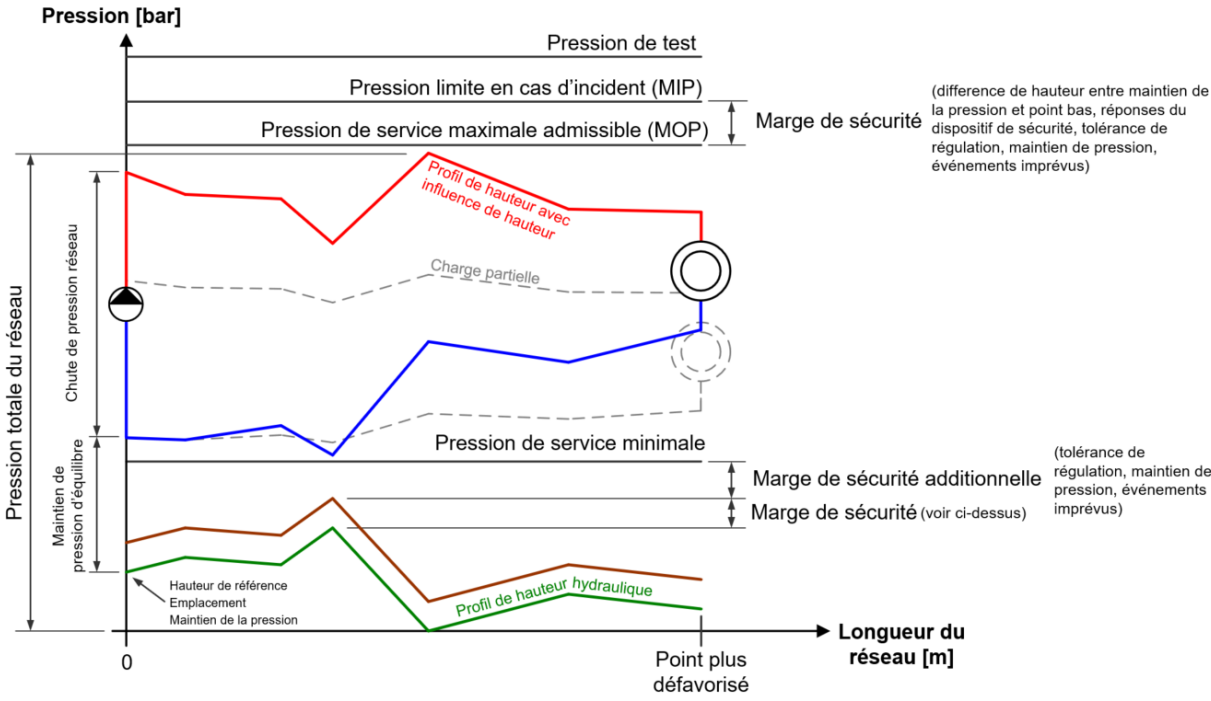 Pression [bar]
Pression de test
Pression limite en cas d'incident (MIP)
Pression de service maximale admissible (MOP)
Marge de sécurité
(difference de hauteur entre maintien de
la pression et point bas, réponses du
dispositif de sécurité, tolérance de
régulation, maintien de pression,
événements imprévus)
Profil de hauteur avec
influence de hauteur
Charge partielle
Pression totale du réseau
Chute de pression réseau
Maintien de
pression d'équilibre
Pression de service minimale
Marge de sécurité additionnelle
(tolérance de
régulation, maintien de
pression, événements
imprévus)
Marge de sécurité (voir ci-dessus)
Hauteur de référence
Emplacement
Maintien de la pression
Profil de hauteur hydraulique
Longueur du
réseau [m]
0
Point plus
défavorisé